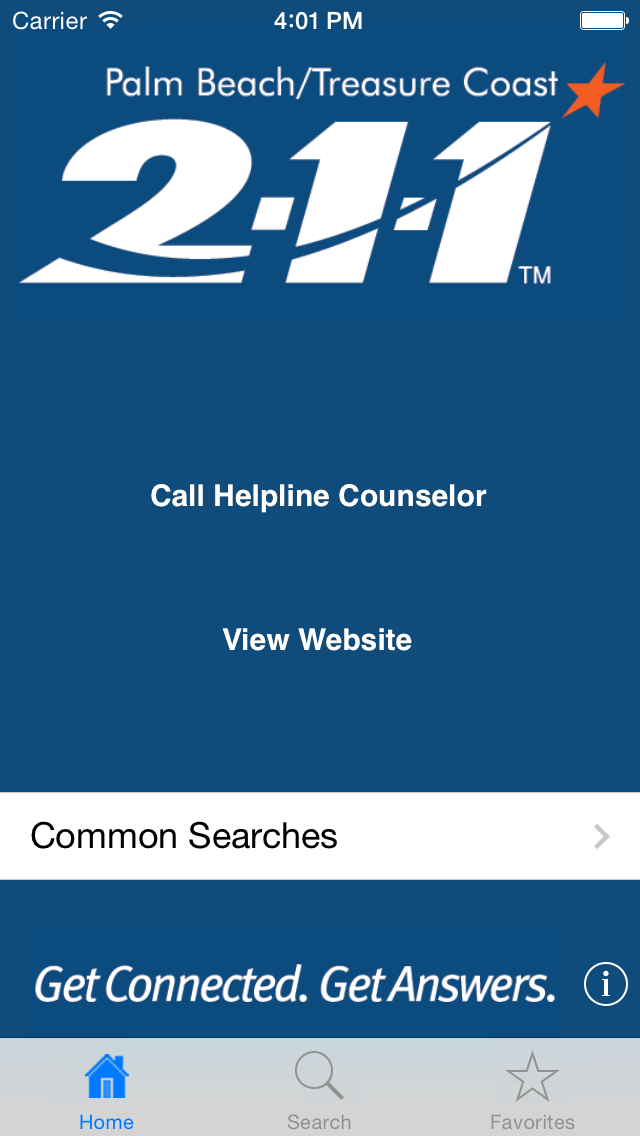 Carrier 4:01 PM
Palm Beach/Treasure Coast
2-1-1 TM
Call Helpline Counselor
View Website
Common Searches
Get Connected. Get Answers.
Home Search Favorites